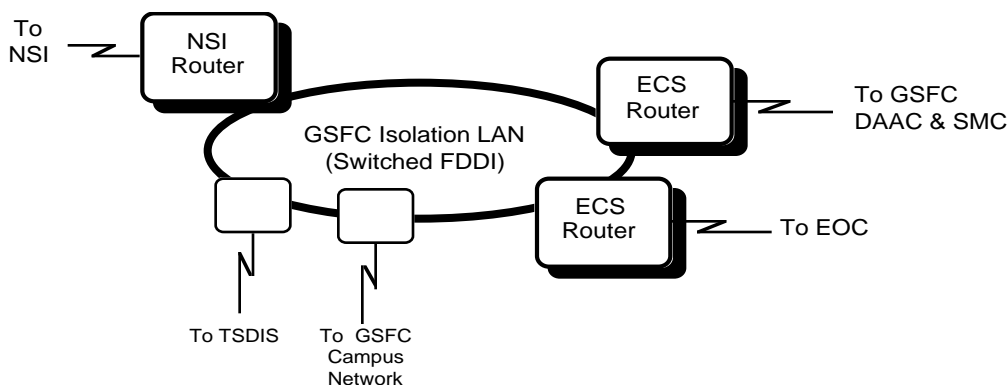 To
NSI
NSI
Router
ECS
Router
To GSFC
DAAC & SMC
GSFC Isolation LAN
(Switched FDDI)
ECS
Router
To EOC
To TSDIS
To GSFC
Campus
Network